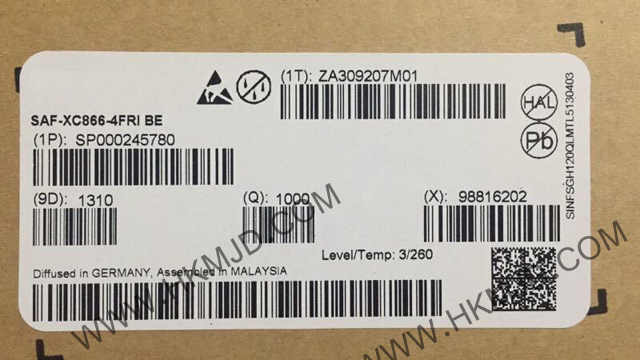 (1T): ZA309207M01
SAF-XC866-4FRI BE
(1P): SP000245780
HAL
Pb
(9D): 1310
(Q): 1000
(X): 98816202
SINFSGH120QLMTL5130403
Level/Temp: 3/260
Diffused in GERMANY, Assembled in MALAYSIA
WWW.HKMJD.COM
WWW.HKMJD.COM